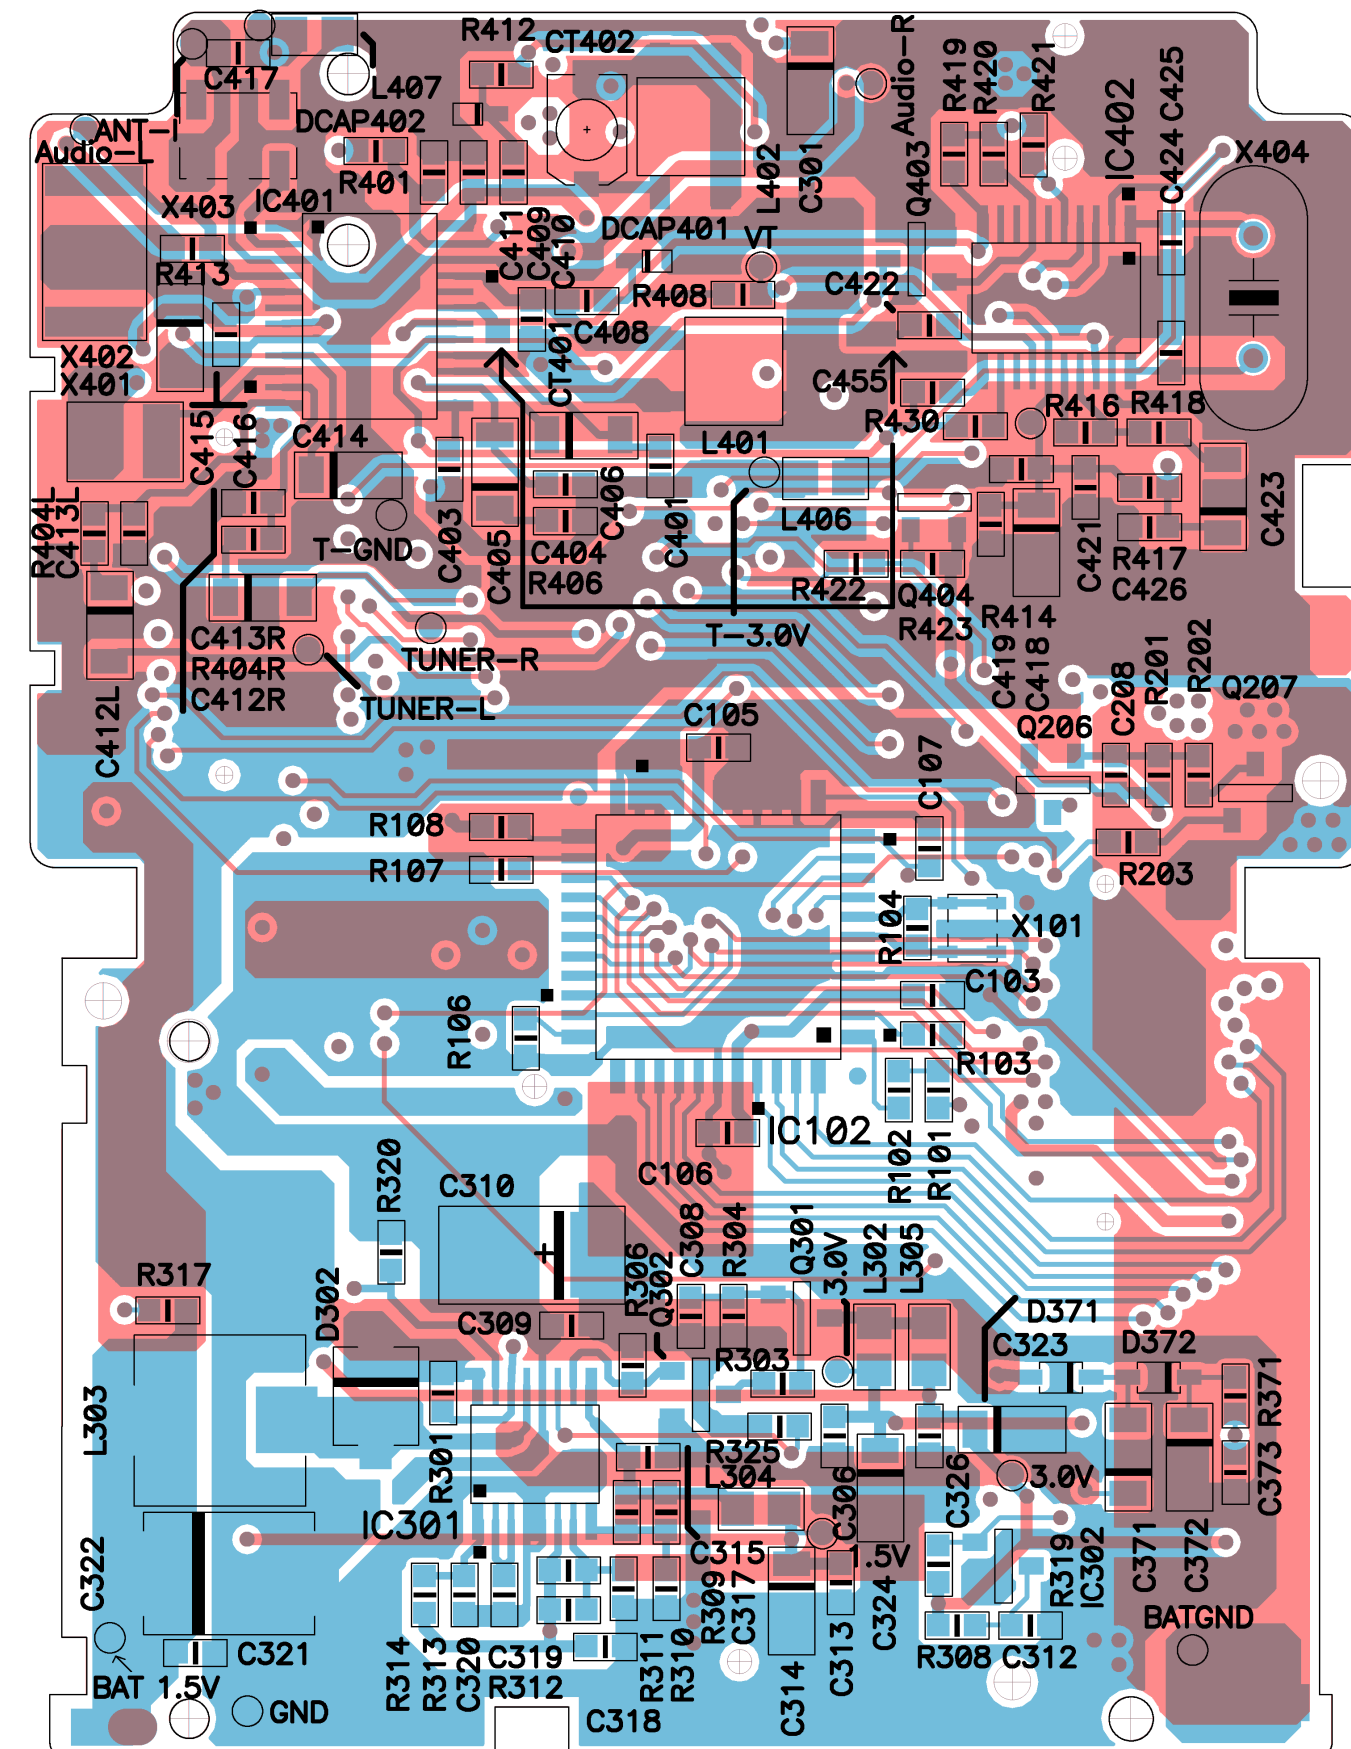 R412
CT402
C417
L407
DCAP402
ANT-I
Audio-L
R401
L402
C301
Audio-R
Q403
R419
R420
R421
IC402
C424
C425
X404
X403
IC401
R413
C411
C409
C410
DCAP401
VT
R408
C408
C422
X402
X401
CT401
C455
R430
R416
R418
C415
C416
C414
L401
R404L
C413L
T-GND
C403
C405
C404
R406
C406
C401
L406
R422
Q404
R423
R414
C421
R417
C426
C423
C413R
R404R
C412R
TUNER-R
TUNER-L
T-3.0V
C419
C418
C412L
C105
C107
Q206
C208
R201
R202
Q207
R108
R107
R203
R104
X101
C103
R106
R103
IC102
C106
R102
R101
R320
C310
R317
D302
C309
R306
Q302
C308
R304
Q301
3.0V
L302
L305
D371
C323
D372
R303
R371
L303
R301
R325
L304
C306
C326
3.0V
C373
IC301
C322
C315
1.5V
R309
C317
C324
R319
IC302
C371
C372
BATGND
R314
R313
C320
C319
R312
R311
R310
C314
C313
R308
C312
C321
BAT 1.5V
GND
C318
+